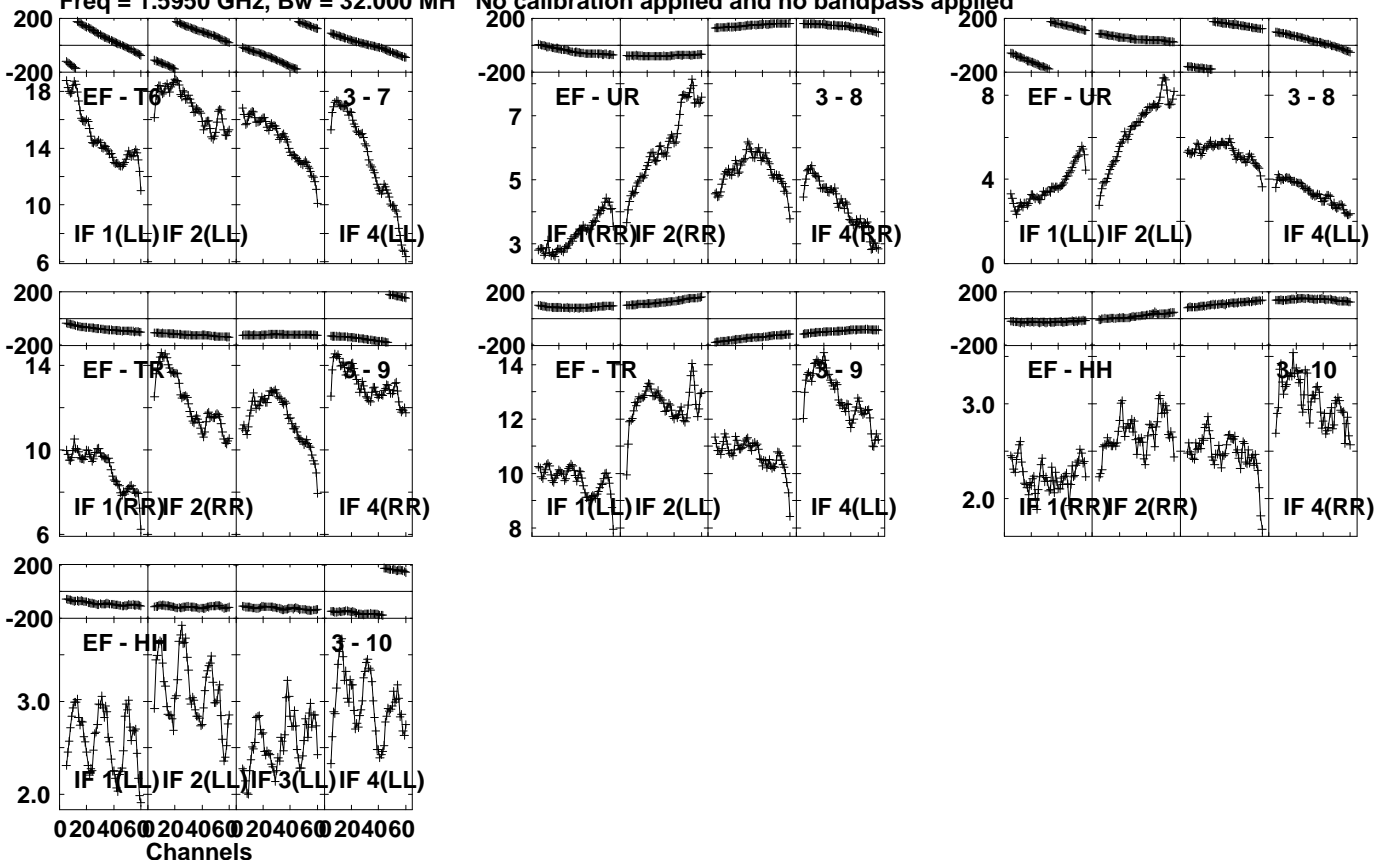 Freq = 1.5950 GHz, Bw = 32.000 MH No calibration applied and no bandpass applied
200
-200
18
14
10
6
EF - T6 3 - 7
IF 1(LL) IF 2(LL) IF 4(LL)
200
-200
7
5
3
EF - UR 3 - 8
IF 1(RR) IF 2(RR) IF 4(RR)
200
-200
8
4
0
EF - UR 3 - 8
IF 1(LL) IF 2(LL) IF 4(LL)
200
-200
14
10
6
EF - TR 3 - 9
IF 1(RR) IF 2(RR) IF 4(RR)
200
-200
14
12
10
8
EF - TR 3 - 9
IF 1(LL) IF 2(LL) IF 4(LL)
200
-200
3.0
2.0
EF - HH 3 - 10
IF 1(RR) IF 2(RR) IF 4(RR)
200
-200
3.0
2.0
EF - HH 3 - 10
IF 1(LL) IF 2(LL) IF 3(LL) IF 4(LL)
0 20 40 60 0 20 40 60 0 20 40 60 0 20 40 60
Channels